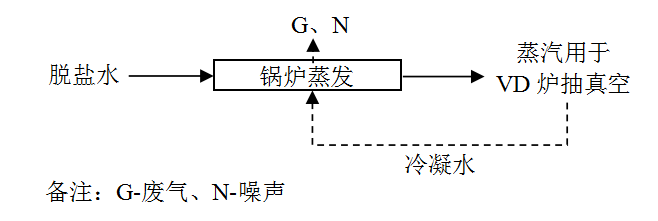 G、N
脱盐水
锅炉蒸发
蒸汽用于
VD 炉抽真空
冷凝水
备注：G-废气、N-噪声